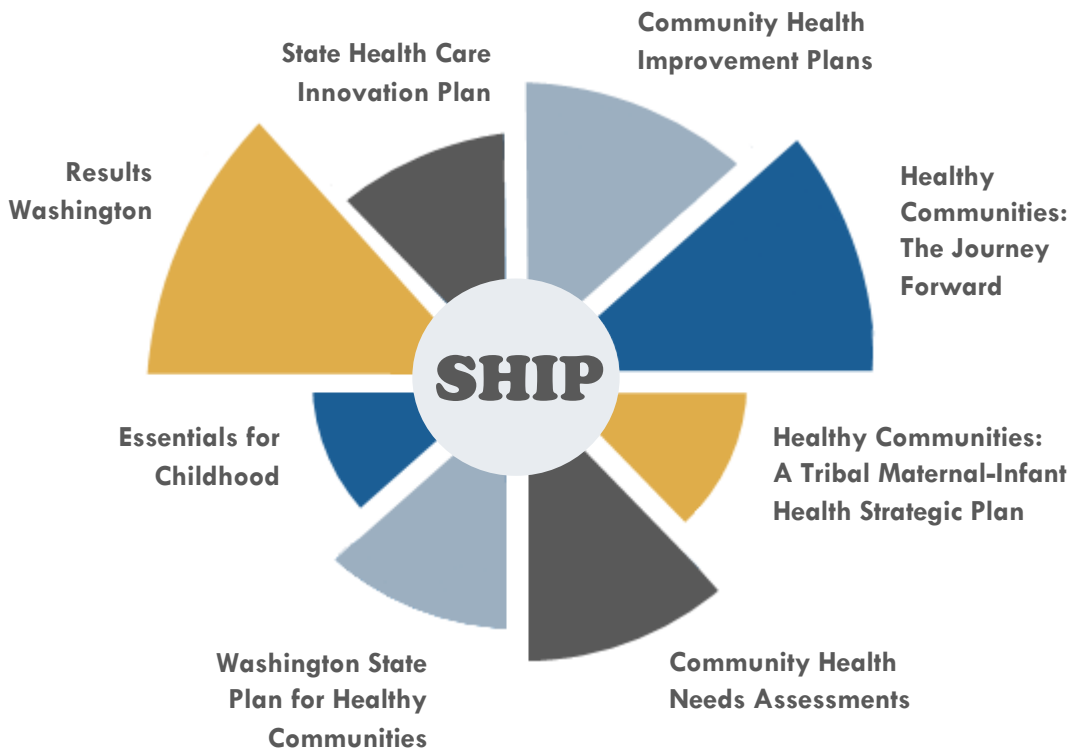 Community Health
Improvement Plans
State Health Care
Innovation Plan
Results
Washington
Healthy
Communities:
The Journey
Forward
SHIP
Essentials for
Childhood
Healthy Communities:
A Tribal Maternal-Infant
Health Strategic Plan
Washington State
Plan for Healthy
Communities
Community Health
Needs Assessments